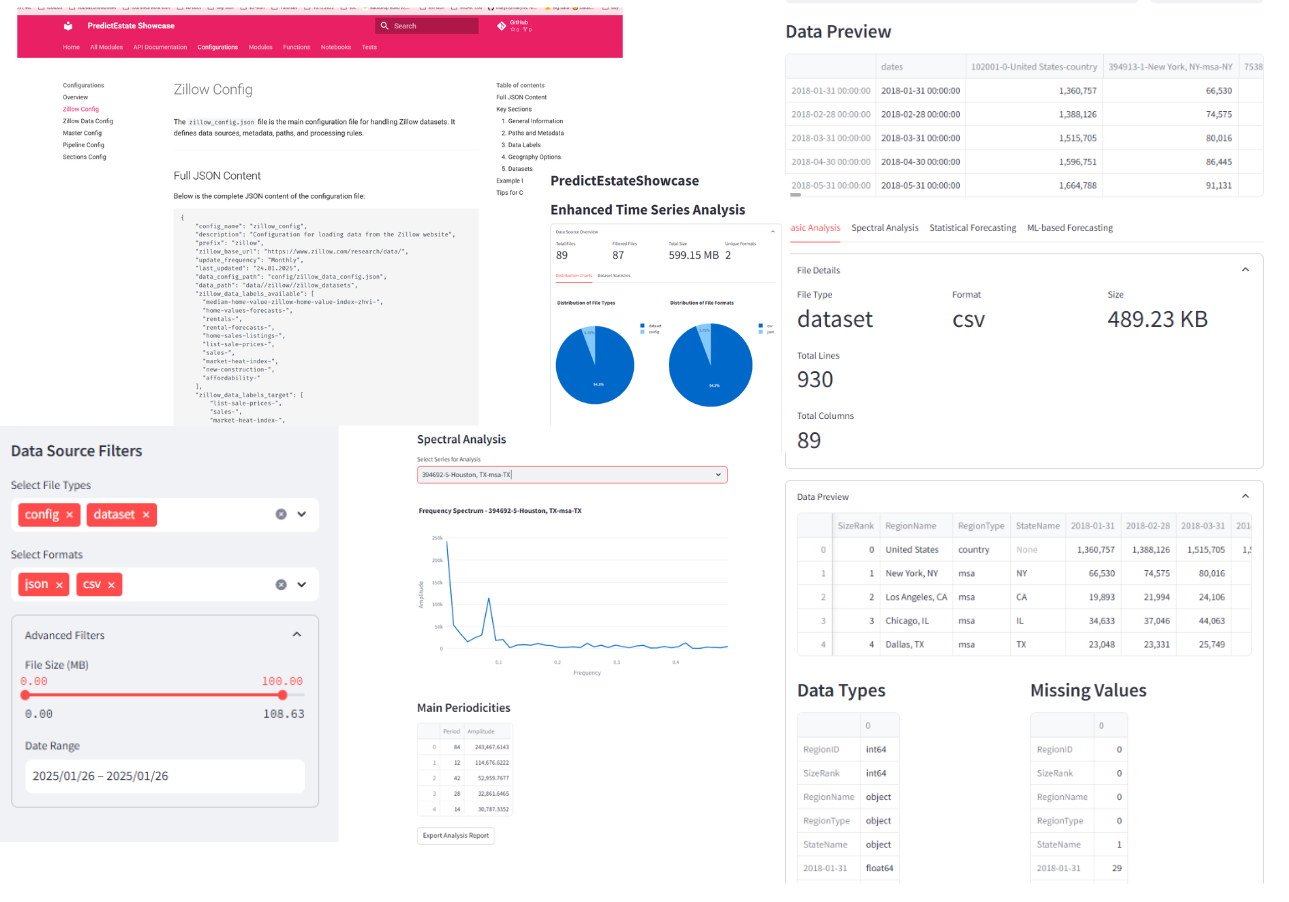 PredictEstate Showcase
Search
GitHub
Home All Modules API Documentation Configurations Modules Functions Notebooks Tests
Configurations
Overview
Zillow Config
Zillow Data Config
Master Config
Pipeline Config
Sections Config
Zillow Config
The zillow_config.json file is the main configuration file for handling Zillow datasets. It
defines data sources, metadata, paths, and processing rules.
Full JSON Content
Below is the complete JSON content of the configuration file:
{
"config_name": "zillow_config",
"description": "Configuration for loading data from the Zillow website",
"prefix": "zillow",
"zillow_base_url": "https://www.zillow.com/research/data/",
"update_frequency": "Monthly",
"last_updated": "24.01.2025",
"data_config_path": "config/zillow_data_config.json",
"data_path": "data//zillow//zillow_datasets",
"zillow_data_labels_available": [
"median-home-value-zillow-home-value-index-zhvi-",
"home-values-forecasts-",
"rentals-",
"rental-forecasts-",
"home-sales-listings-",
"list-sale-prices-",
"sales-",
"market-heat-index-",
"new-construction-",
"affordability-"
],
"zillow_data_labels_target": [
"list-sale-prices-",
"sales-",
"market-heat-index-",
Table of contents
Full JSON Content
Key Sections
1. General Information
2. Paths and Metadata
3. Data Labels
4. Geography Options
5. Datasets
Example I
Tips for C
PredictEstateShowcase
Enhanced Time Series Analysis
Data Source Overview
Total Files Filtered Files Total Size Unique Formats
89 87 599.15 MB 2
Distribution Charts Dataset Statistics
Distribution of File Types Distribution of File Formats
dataset
config
94.3%
csv
json
94.3%
Data Source Filters
Select File Types
config × dataset ×
Select Formats
json × csv ×
Advanced Filters
File Size (MB)
0.00 100.00
0.00 108.63
Date Range
2025/01/26 – 2025/01/26
Spectral Analysis
Select Series for Analysis
394692-5-Houston, TX-msa-TX
Frequency Spectrum - 394692-5-Houston, TX-msa-TX
250k
200k
150k
100k
50k
0
Amplitude
0.1 0.2 0.3 0.4
Frequency
Main Periodicities
Period Amplitude
0 84 243,467.6143
1 12 114,676.6222
2 42 52,959.7677
3 28 32,861.6465
4 14 30,787.3352
Export Analysis Report
Data Preview
dates 102001-0-United States-country 394913-1-New York, NY-msa-NY 7538
2018-01-31 00:00:00 2018-01-31 00:00:00 1,360,757 66,530
2018-02-28 00:00:00 2018-02-28 00:00:00 1,388,126 74,575
2018-03-31 00:00:00 2018-03-31 00:00:00 1,515,705 80,016
2018-04-30 00:00:00 2018-04-30 00:00:00 1,596,751 86,445
2018-05-31 00:00:00 2018-05-31 00:00:00 1,664,788 91,131
asic Analysis Spectral Analysis Statistical Forecasting ML-based Forecasting
File Details
File Type Format Size
dataset csv 489.23 KB
Total Lines
930
Total Columns
89
Data Preview
SizeRank RegionName RegionType StateName 2018-01-31 2018-02-28 2018-03-31 201
0 0 United States country None 1,360,757 1,388,126 1,515,705 1,5
1 1 New York, NY msa NY 66,530 74,575 80,016
2 2 Los Angeles, CA msa CA 19,893 21,994 24,106
3 3 Chicago, IL msa IL 34,633 37,046 44,063
4 4 Dallas, TX msa TX 23,048 23,331 25,749
Data Types
0
RegionID int64
SizeRank int64
RegionName object
RegionType object
StateName object
2018-01-31 float64
Missing Values
0
RegionID 0
SizeRank 0
RegionName 0
RegionType 0
StateName 1
2018-01-31 29